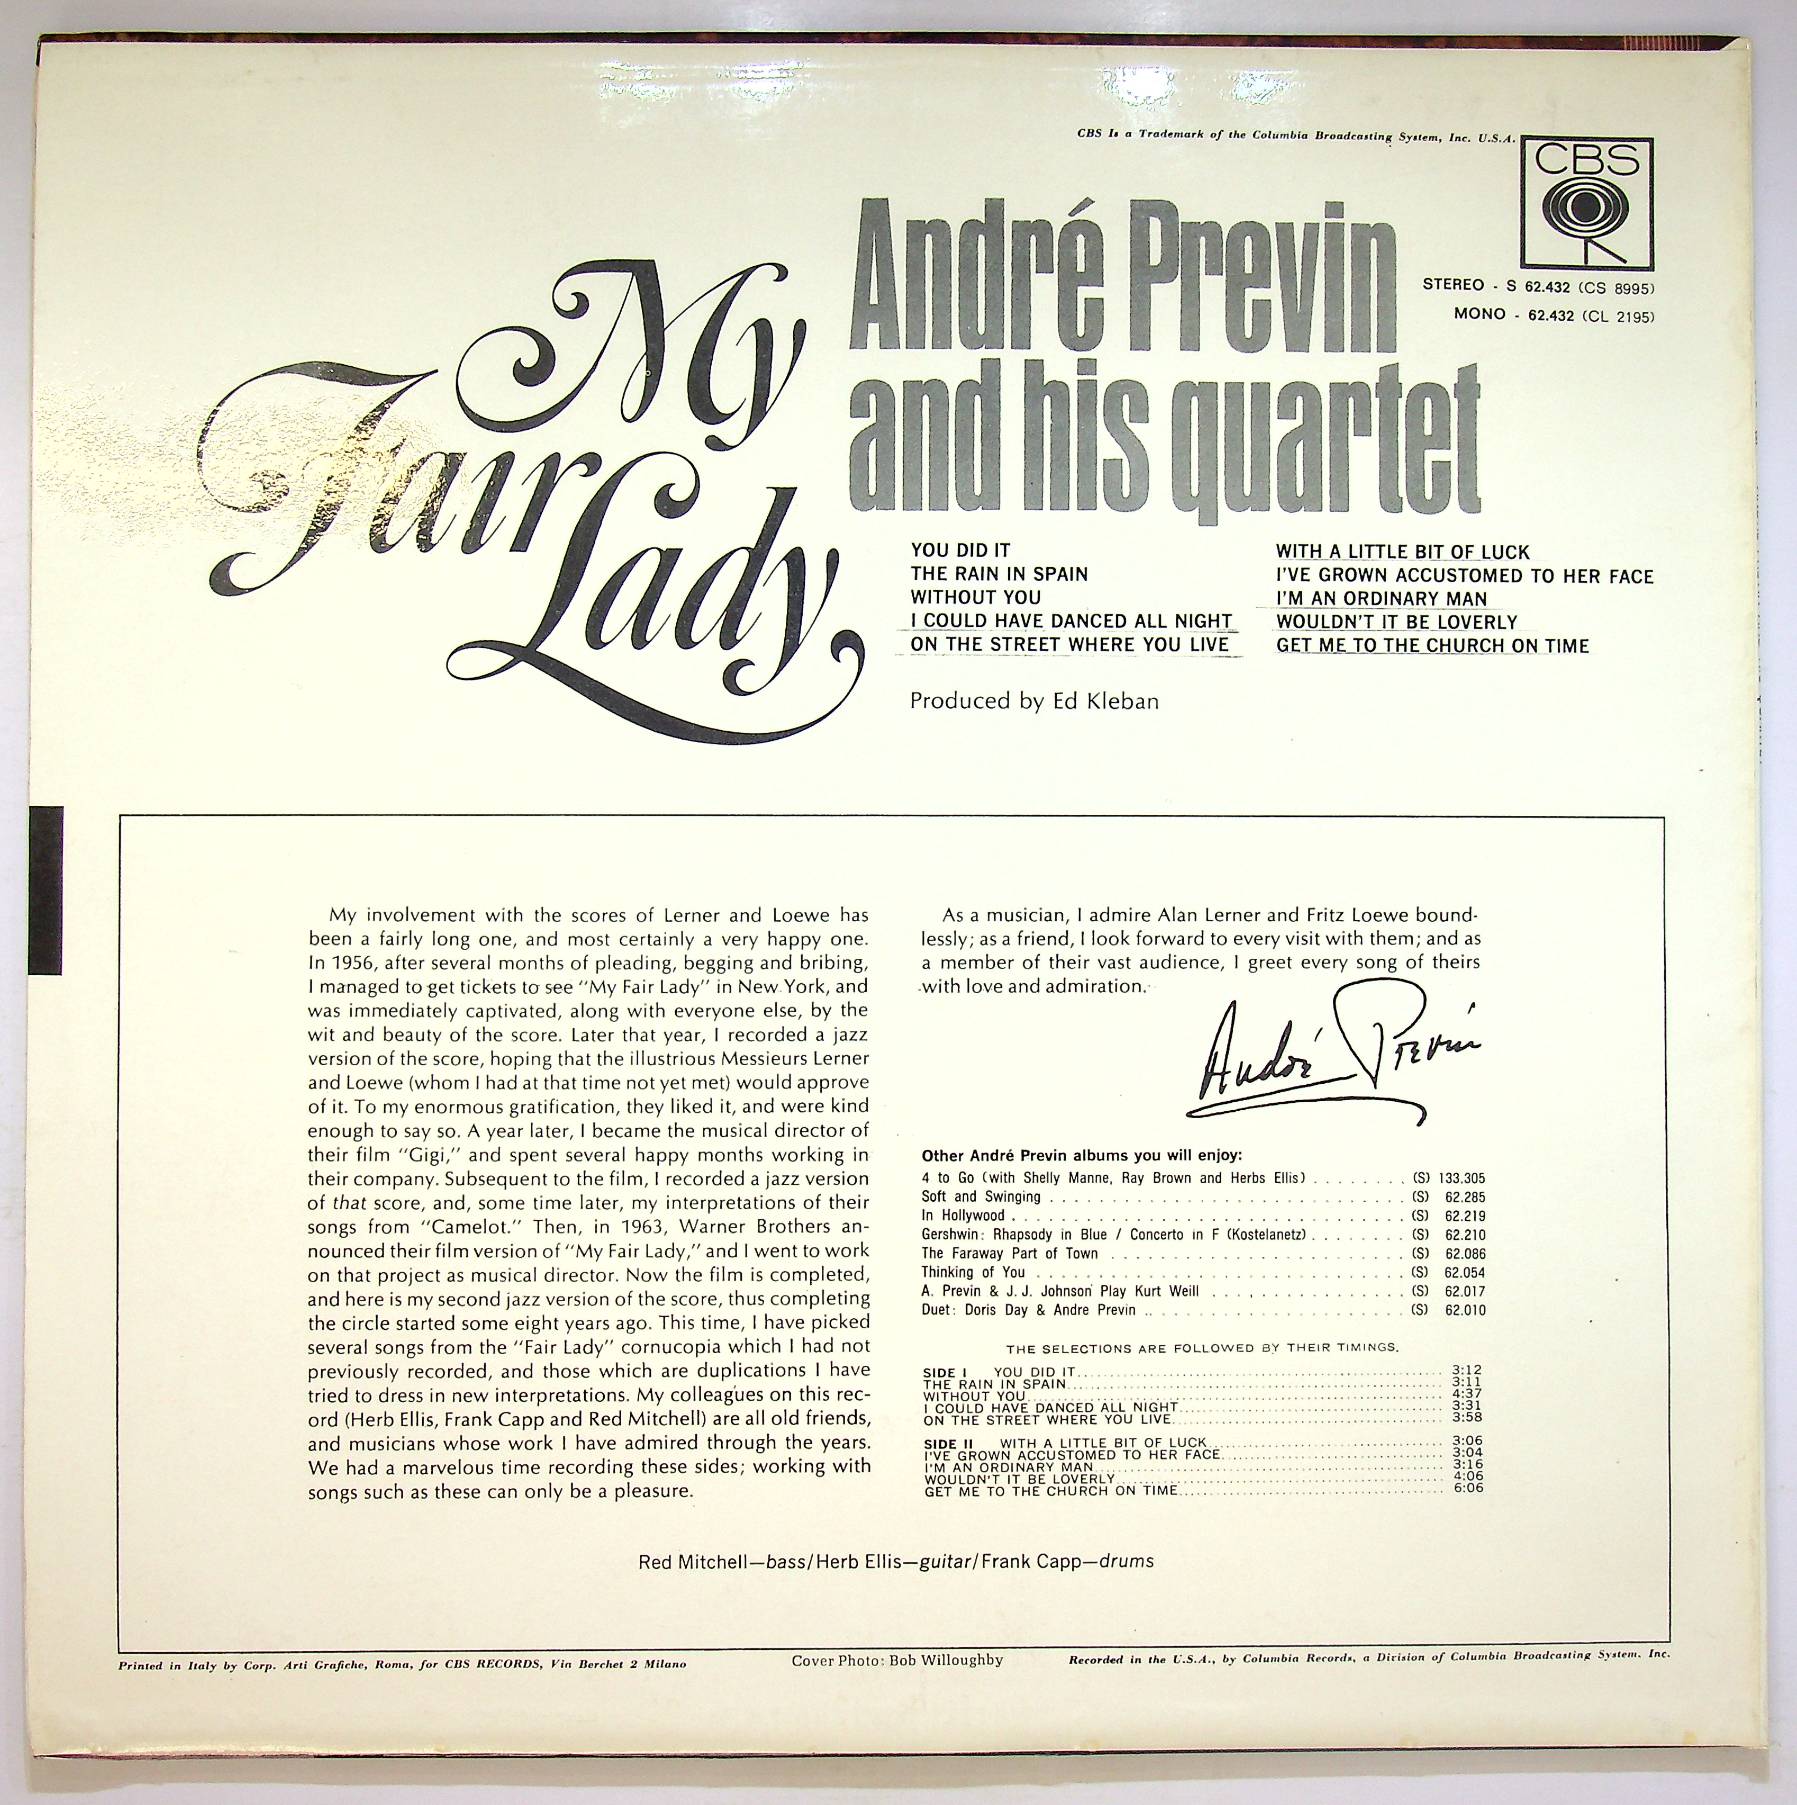 CBS Is a Trademark of the Columbia Broadcasting System, Inc. U.S.A.
CBS
STEREO - S 62.432 (CS 8995)
MONO - 62.432 (CL 2195)
My
Fair
Lady
André Previn
and his quartet
YOU DID IT
THE RAIN IN SPAIN
WITHOUT YOU
I COULD HAVE DANCED ALL NIGHT
ON THE STREET WHERE YOU LIVE
WITH A LITTLE BIT OF LUCK
I'VE GROWN ACCUSTOMED TO HER FACE
I'M AN ORDINARY MAN
WOULDN'T IT BE LOVERLY
GET ME TO THE CHURCH ON TIME
Produced by Ed Kleban
My involvement with the scores of Lerner and Loewe has
been a fairly long one, and most certainly a very happy one.
In 1956, after several months of pleading, begging and bribing,
I managed to get tickets to see "My Fair Lady" in New York, and
was immediately captivated, along with everyone else, by the
wit and beauty of the score. Later that year, I recorded a jazz
version of the score, hoping that the illustrious Messieurs Lerner
and Loewe (whom I had at that time not yet met) would approve
of it. To my enormous gratification, they liked it, and were kind
enough to say so. A year later, I became the musical director of
their film "Gigi," and spent several happy months working in
their company. Subsequent to the film, I recorded a jazz version
of that score, and, some time later, my interpretations of their
songs from "Camelot." Then, in 1963, Warner Brothers an-
nounced their film version of "My Fair Lady," and I went to work
on that project as musical director. Now the film is completed,
and here is my second jazz version of the score, thus completing
the circle started some eight years ago. This time, I have picked
several songs from the "Fair Lady" cornucopia which I had not
previously recorded, and those which are duplications I have
tried to dress in new interpretations. My colleagues on this rec-
ord (Herb Ellis, Frank Capp and Red Mitchell) are all old friends,
and musicians whose work I have admired through the years.
We had a marvelous time recording these sides; working with
songs such as these can only be a pleasure.
As a musician, I admire Alan Lerner and Fritz Loewe bound-
lessly; as a friend, I look forward to every visit with them; and as
a member of their vast audience, I greet every song of theirs
with love and admiration.
André Previn
Other André Previn albums you will enjoy:
4 to Go (with Shelly Manne, Ray Brown and Herbs Ellis) . . . . . . . . (S) 133.305
Soft and Swinging . . . . . . . . (S) 62.285
In Hollywood . . . . . . . . (S) 62.219
Gershwin: Rhapsody in Blue / Concerto in F (Kostelanetz) . . . . . . . . (S) 62.210
The Faraway Part of Town . . . . . . . . (S) 62.086
Thinking of You . . . . . . . . (S) 62.054
A. Previn & J. J. Johnson Play Kurt Weill . . . . . . . . (S) 62.017
Duet: Doris Day & Andre Previn . . . . . . . . (S) 62.010
THE SELECTIONS ARE FOLLOWED BY THEIR TIMINGS.
SIDE I YOU DID IT........ 3:12
THE RAIN IN SPAIN........ 3:11
WITHOUT YOU........ 4:37
I COULD HAVE DANCED ALL NIGHT........ 3:31
ON THE STREET WHERE YOU LIVE........ 3:58
SIDE II WITH A LITTLE BIT OF LUCK........ 3:06
I'VE GROWN ACCUSTOMED TO HER FACE........ 3:04
I'M AN ORDINARY MAN........ 3:16
WOULDN'T IT BE LOVERLY........ 4:06
GET ME TO THE CHURCH ON TIME........ 6:06
Red Mitchell—bass/Herb Ellis—guitar/Frank Capp—drums
Printed in Italy by Corp. Arti Grafiche, Roma, for CBS RECORDS, Via Berchet 2 Milano
Cover Photo: Bob Willoughby
Recorded in the U.S.A., by Columbia Records, a Division of Columbia Broadcasting System, Inc.